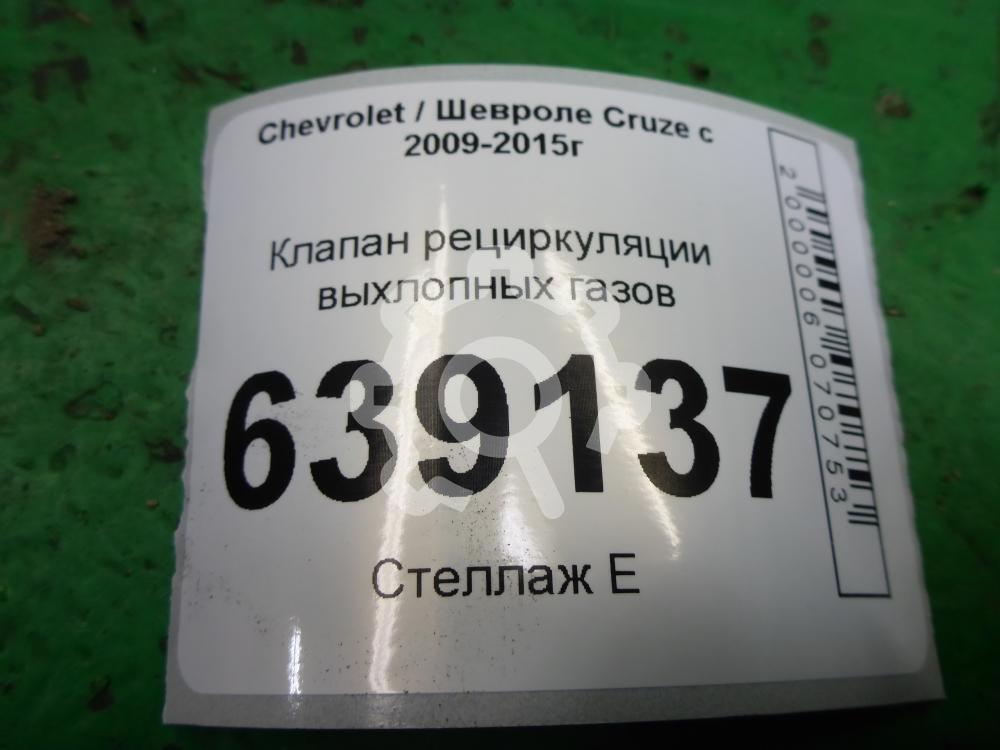 Chevrolet / Шевроле Cruze с
2009-2015г
Клапан рециркуляции
выхлопных газов
639137
Стеллаж Е
2000006070753